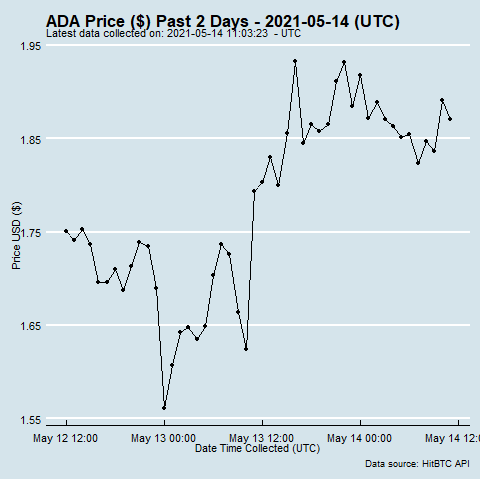 ADA Price ($) Past 2 Days - 2021-05-14 (UTC)
Latest data collected on: 2021-05-14 11:03:23  - UTC
1.95
1.85
1.75
1.65
1.55
Price USD ($)
May 12 12:00
May 13 00:00
May 13 12:00
May 14 00:00
May 14 12:0
Date Time Collected (UTC)
Data source: HitBTC API